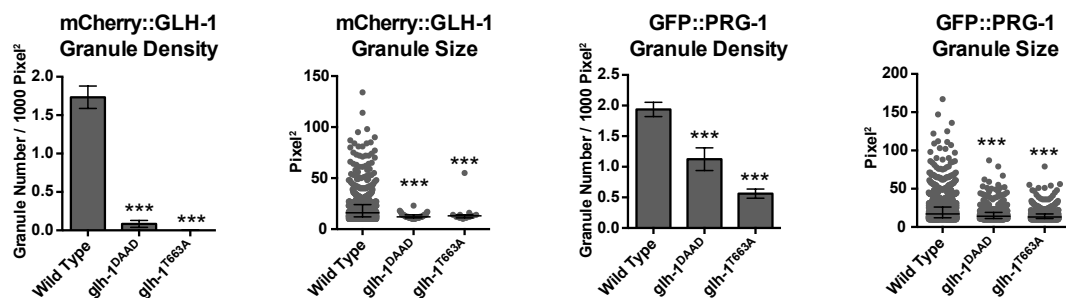 mCherry::GLH-1
Granule Density
Granule Number / 1000 Pixel²
2.0
1.5
1.0
0.5
0.0
***
***
Wild Type
glh-1ᴰᴬᴬᴰ
glh-1ᵀ⁶⁶³ᴬ
mCherry::GLH-1
Granule Size
Pixel²
150
100
50
0
***
***
Wild Type
glh-1ᴰᴬᴬᴰ
glh-1ᵀ⁶⁶³ᴬ
GFP::PRG-1
Granule Density
Granule Number / 1000 Pixel²
2.5
2.0
1.5
1.0
0.5
0.0
***
***
Wild Type
glh-1ᴰᴬᴬᴰ
glh-1ᵀ⁶⁶³ᴬ
GFP::PRG-1
Granule Size
Pixel²
200
150
100
50
0
***
***
Wild Type
glh-1ᴰᴬᴬᴰ
glh-1ᵀ⁶⁶³ᴬ